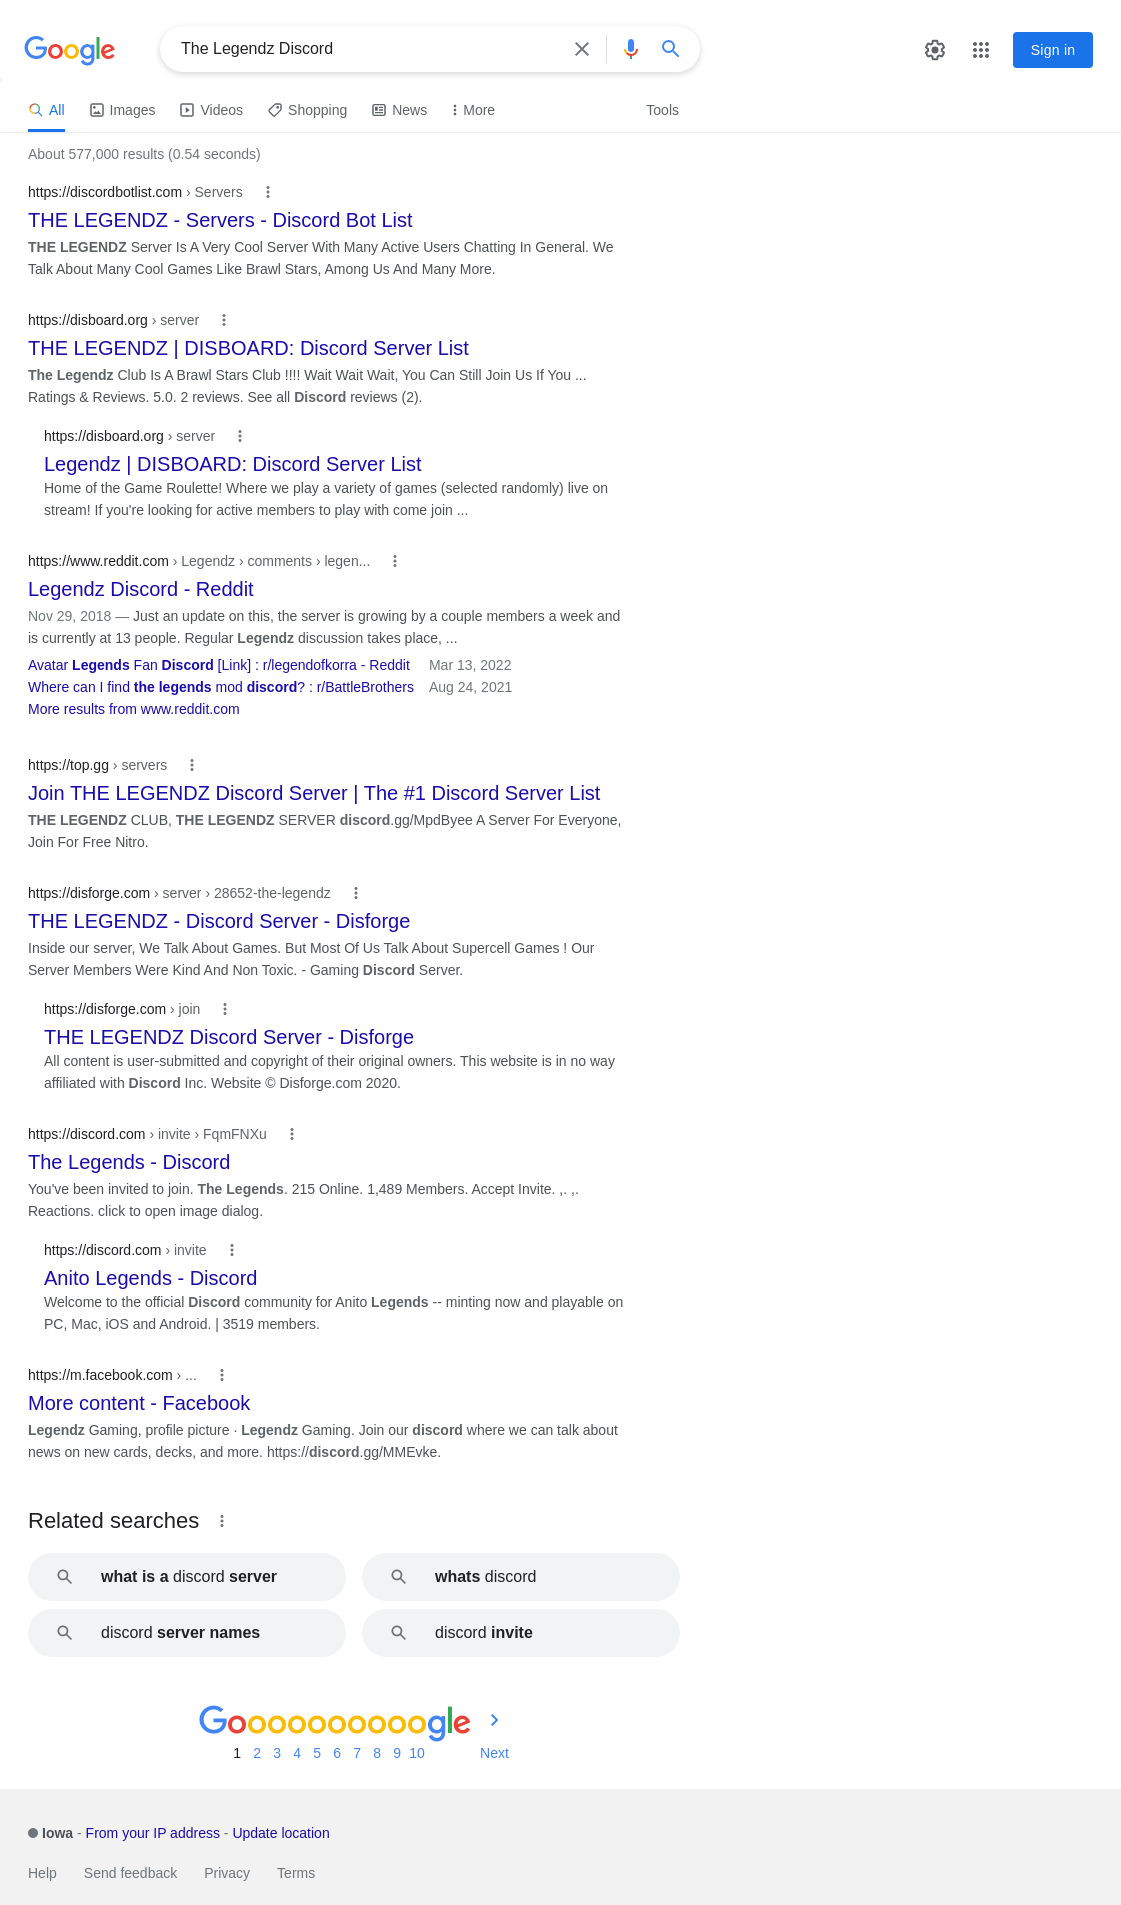 Google
The Legendz Discord
Sign in
All Images Videos Shopping News More Tools
About 577,000 results (0.54 seconds)
https://discordbotlist.com › Servers
THE LEGENDZ - Servers - Discord Bot List
THE LEGENDZ Server Is A Very Cool Server With Many Active Users Chatting In General. We
Talk About Many Cool Games Like Brawl Stars, Among Us And Many More.
https://disboard.org › server
THE LEGENDZ | DISBOARD: Discord Server List
The Legendz Club Is A Brawl Stars Club !!!! Wait Wait Wait, You Can Still Join Us If You ...
Ratings & Reviews. 5.0. 2 reviews. See all Discord reviews (2).
https://disboard.org › server
Legendz | DISBOARD: Discord Server List
Home of the Game Roulette! Where we play a variety of games (selected randomly) live on
stream! If you're looking for active members to play with come join ...
https://www.reddit.com › Legendz › comments › legen...
Legendz Discord - Reddit
Nov 29, 2018 — Just an update on this, the server is growing by a couple members a week and
is currently at 13 people. Regular Legendz discussion takes place, ...
Avatar Legends Fan Discord [Link] : r/legendofkorra - Reddit Mar 13, 2022
Where can I find the legends mod discord? : r/BattleBrothers Aug 24, 2021
More results from www.reddit.com
https://top.gg › servers
Join THE LEGENDZ Discord Server | The #1 Discord Server List
THE LEGENDZ CLUB, THE LEGENDZ SERVER discord.gg/MpdByee A Server For Everyone,
Join For Free Nitro.
https://disforge.com › server › 28652-the-legendz
THE LEGENDZ - Discord Server - Disforge
Inside our server, We Talk About Games. But Most Of Us Talk About Supercell Games ! Our
Server Members Were Kind And Non Toxic. - Gaming Discord Server.
https://disforge.com › join
THE LEGENDZ Discord Server - Disforge
All content is user-submitted and copyright of their original owners. This website is in no way
affiliated with Discord Inc. Website © Disforge.com 2020.
https://discord.com › invite › FqmFNXu
The Legends - Discord
You've been invited to join. The Legends. 215 Online. 1,489 Members. Accept Invite. ,. ,.
Reactions. click to open image dialog.
https://discord.com › invite
Anito Legends - Discord
Welcome to the official Discord community for Anito Legends -- minting now and playable on
PC, Mac, iOS and Android. | 3519 members.
https://m.facebook.com › ...
More content - Facebook
Legendz Gaming, profile picture · Legendz Gaming. Join our discord where we can talk about
news on new cards, decks, and more. https://discord.gg/MMEvke.
Related searches
what is a discord server
whats discord
discord server names
discord invite
Goooooooooogle
1 2 3 4 5 6 7 8 9 10 Next
Iowa - From your IP address - Update location
Help Send feedback Privacy Terms